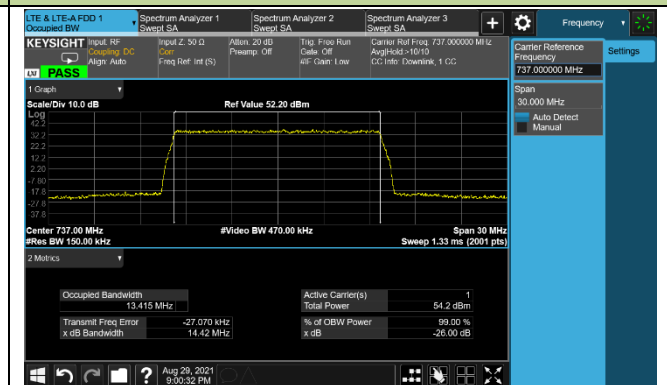 LTE & LTE-A FDD 1
Occupied BW
Spectrum Analyzer 1
Swept SA
Spectrum Analyzer 2
Swept SA
Spectrum Analyzer 3
Swept SA
+
Frequency
KEYSIGHT
Input: RF
Coupling: DC
Align: Auto
Input Z: 50 Ω
Corr
Freq Ref: Int (S)
Atten: 20 dB
Preamp: Off
Trig: Free Run
Gate: Off
#IF Gain: Low
Carrier Ref Freq: 737.000000 MHz
Avg|Hold:>10/10
CC Info: Downlink, 1 CC
LXI PASS
Carrier Reference
Frequency
737.000000 MHz
Settings
Span
30.000 MHz
Auto Detect
Manual
1 Graph
Scale/Div 10.0 dB
Ref Value 52.20 dBm
Log
42.2
32.2
22.2
12.2
2.20
-7.80
-17.8
-27.8
-37.8
Center 737.00 MHz
#Video BW 470.00 kHz
Span 30 MHz
#Res BW 150.00 kHz
Sweep 1.33 ms (2001 pts)
2 Metrics
Occupied Bandwidth
13.415 MHz
Active Carrier(s) 1
Total Power 54.2 dBm
Transmit Freq Error -27.070 kHz
x dB Bandwidth 14.42 MHz
% of OBW Power 99.00 %
x dB -26.00 dB
?
Aug 29, 2021
9:00:32 PM